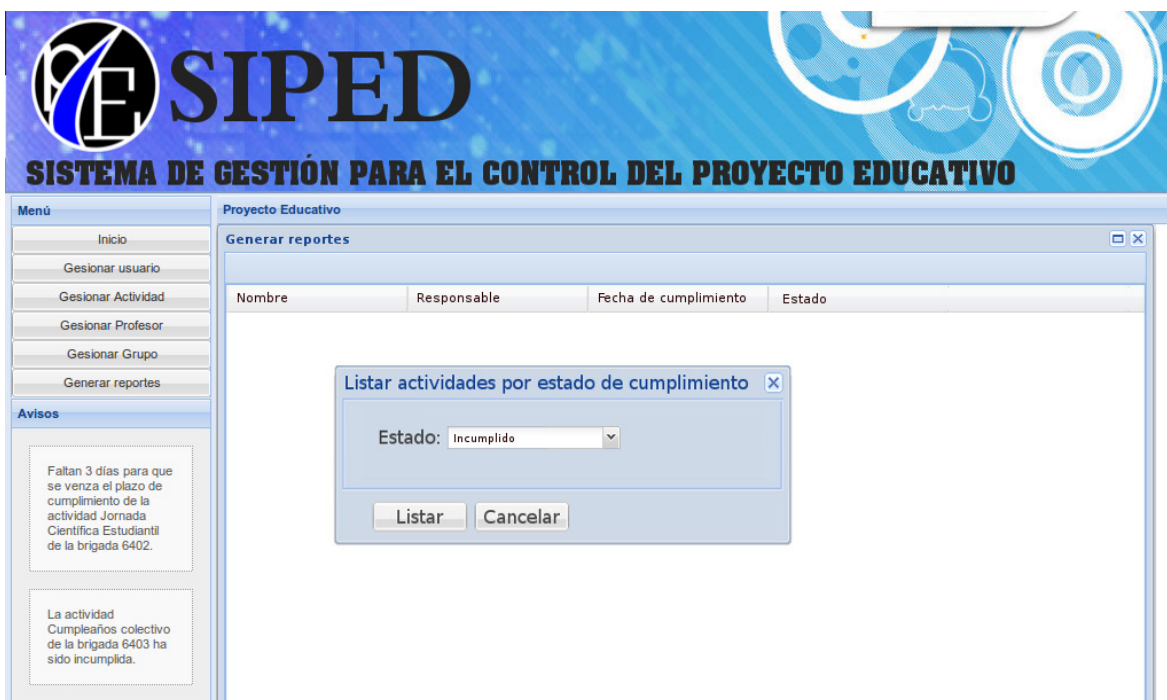 PE SIPED
SISTEMA DE GESTIÓN PARA EL CONTROL DEL PROYECTO EDUCATIVO
Menú
Inicio
Gesionar usuario
Gesionar Actividad
Gesionar Profesor
Gesionar Grupo
Generar reportes
Avisos
Faltan 3 días para que
se venza el plazo de
cumplimiento de la
actividad Jornada
Científica Estudiantil
de la brigada 6402.
La actividad
Cumpleaños colectivo
de la brigada 6403 ha
sido incumplida.
Proyecto Educativo
Generar reportes
Nombre Responsable Fecha de cumplimiento Estado
Listar actividades por estado de cumplimiento
Estado: Incumplido
Listar Cancelar